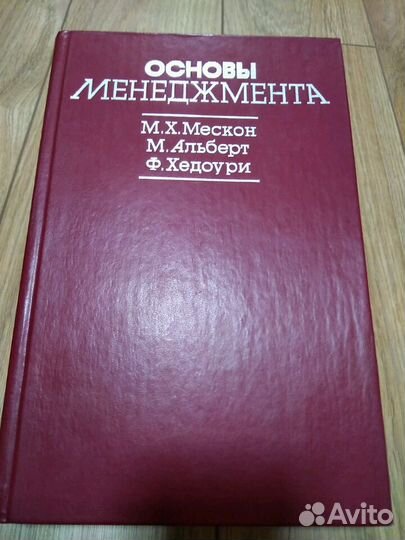 ОСНОВЫ
МЕНЕДЖМЕНТА
М.Х.Мескон
М.Альберт
Ф.Хедоури
Avito